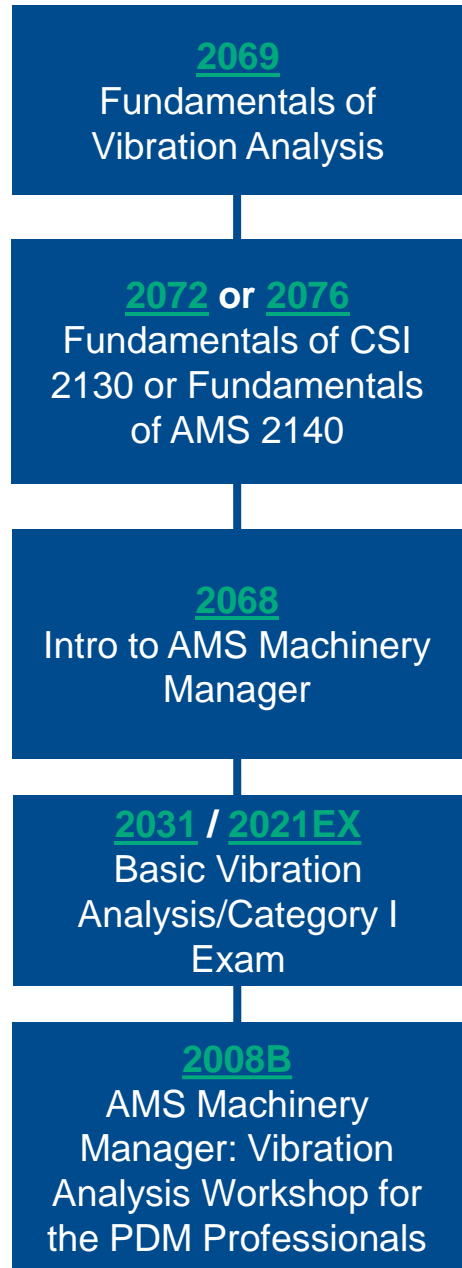 2069
Fundamentals of
Vibration Analysis
2072 or 2076
Fundamentals of CSI
2130 or Fundamentals
of AMS 2140
2068
Intro to AMS Machinery
Manager
2031 / 2021EX
Basic Vibration
Analysis/Category I
Exam
2008B
AMS Machinery
Manager: Vibration
Analysis Workshop for
the PDM Professionals